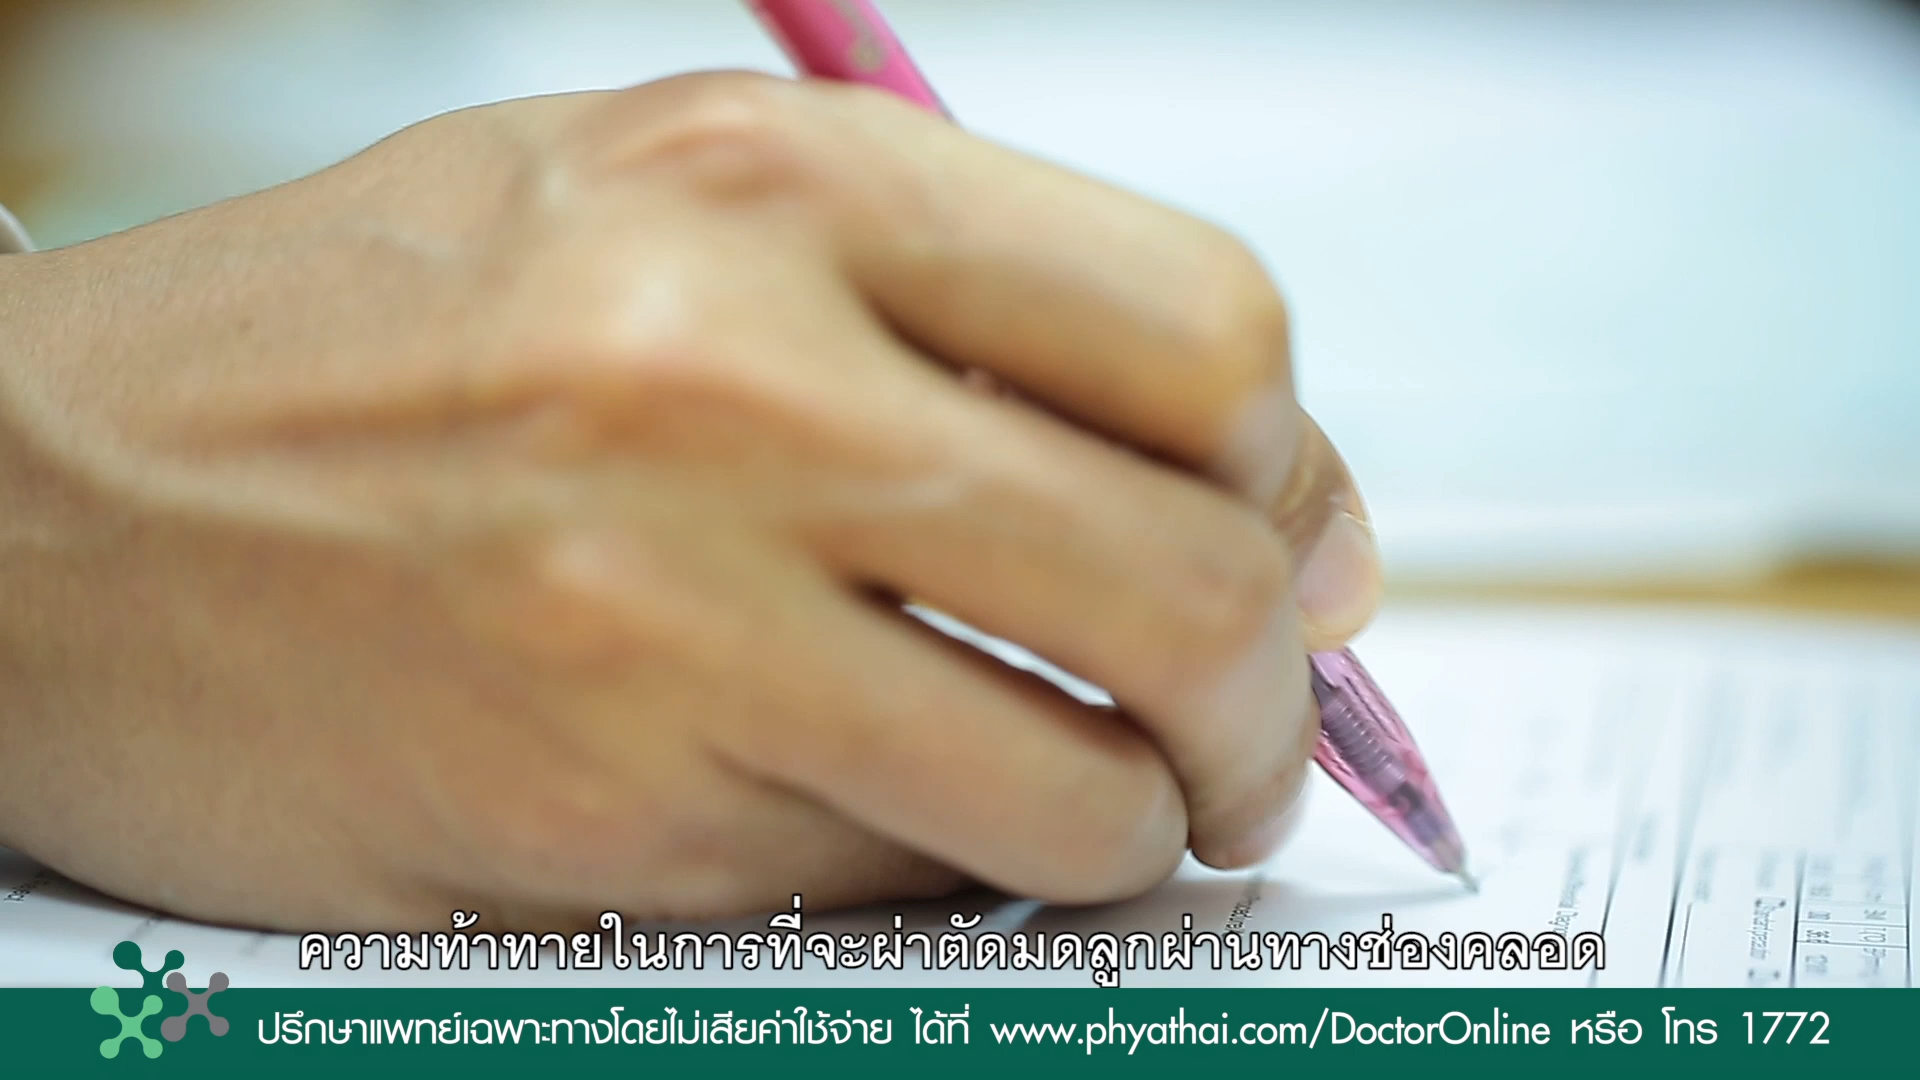 ความท้าทายในการที่จะผ่าตัดมดลูกผ่านทางช่องคลอด
ปรึกษาแพทย์เฉพาะทางโดยไม่เสียค่าใช้จ่าย ได้ที่ www.phyathai.com/DoctorOnline หรือ โทร 1772